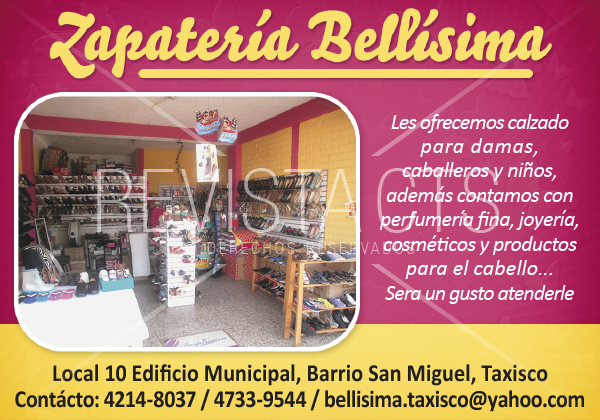 Zapatería Bellísima
Les ofrecemos calzado
para damas,
caballeros y niños,
además contamos con
perfumería fina, joyería,
cosméticos y productos
para el cabello...
Sera un gusto atenderle
REVISTACTS
DERECHOS RESERVADOS
Local 10 Edificio Municipal, Barrio San Miguel, Taxisco
Contácto: 4214-8037 / 4733-9544 / bellisima.taxisco@yahoo.com